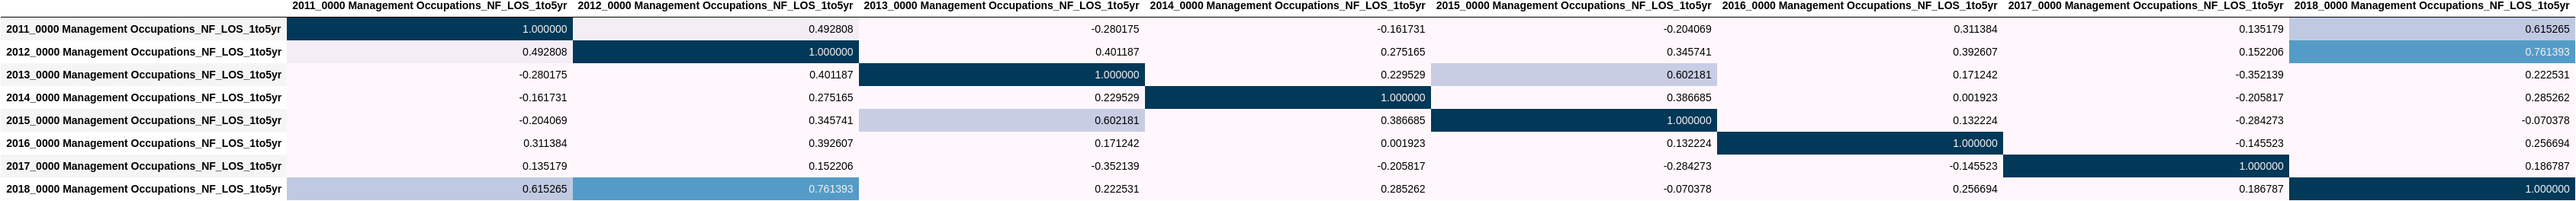 2011_0000 Management Occupations_NF_LOS_1to5yr 2012_0000 Management Occupations_NF_LOS_1to5yr 2013_0000 Management Occupations_NF_LOS_1to5yr 2014_0000 Management Occupations_NF_LOS_1to5yr 2015_0000 Management Occupations_NF_LOS_1to5yr 2016_0000 Management Occupations_NF_LOS_1to5yr 2017_0000 Management Occupations_NF_LOS_1to5yr 2018_0000 Management Occupations_NF_LOS_1to5yr
2011_0000 Management Occupations_NF_LOS_1to5yr 1.000000 0.492808 -0.280175 -0.161731 -0.204069 0.311384 0.135179 0.615265
2012_0000 Management Occupations_NF_LOS_1to5yr 0.492808 1.000000 0.401187 0.275165 0.345741 0.392607 0.152206 0.761393
2013_0000 Management Occupations_NF_LOS_1to5yr -0.280175 0.401187 1.000000 0.229529 0.602181 0.171242 -0.352139 0.222531
2014_0000 Management Occupations_NF_LOS_1to5yr -0.161731 0.275165 0.229529 1.000000 0.386685 0.001923 -0.205817 0.285262
2015_0000 Management Occupations_NF_LOS_1to5yr -0.204069 0.345741 0.602181 0.386685 1.000000 0.132224 -0.284273 -0.070378
2016_0000 Management Occupations_NF_LOS_1to5yr 0.311384 0.392607 0.171242 0.001923 0.132224 1.000000 -0.145523 0.256694
2017_0000 Management Occupations_NF_LOS_1to5yr 0.135179 0.152206 -0.352139 -0.205817 -0.284273 -0.145523 1.000000 0.186787
2018_0000 Management Occupations_NF_LOS_1to5yr 0.615265 0.761393 0.222531 0.285262 -0.070378 0.256694 0.186787 1.000000